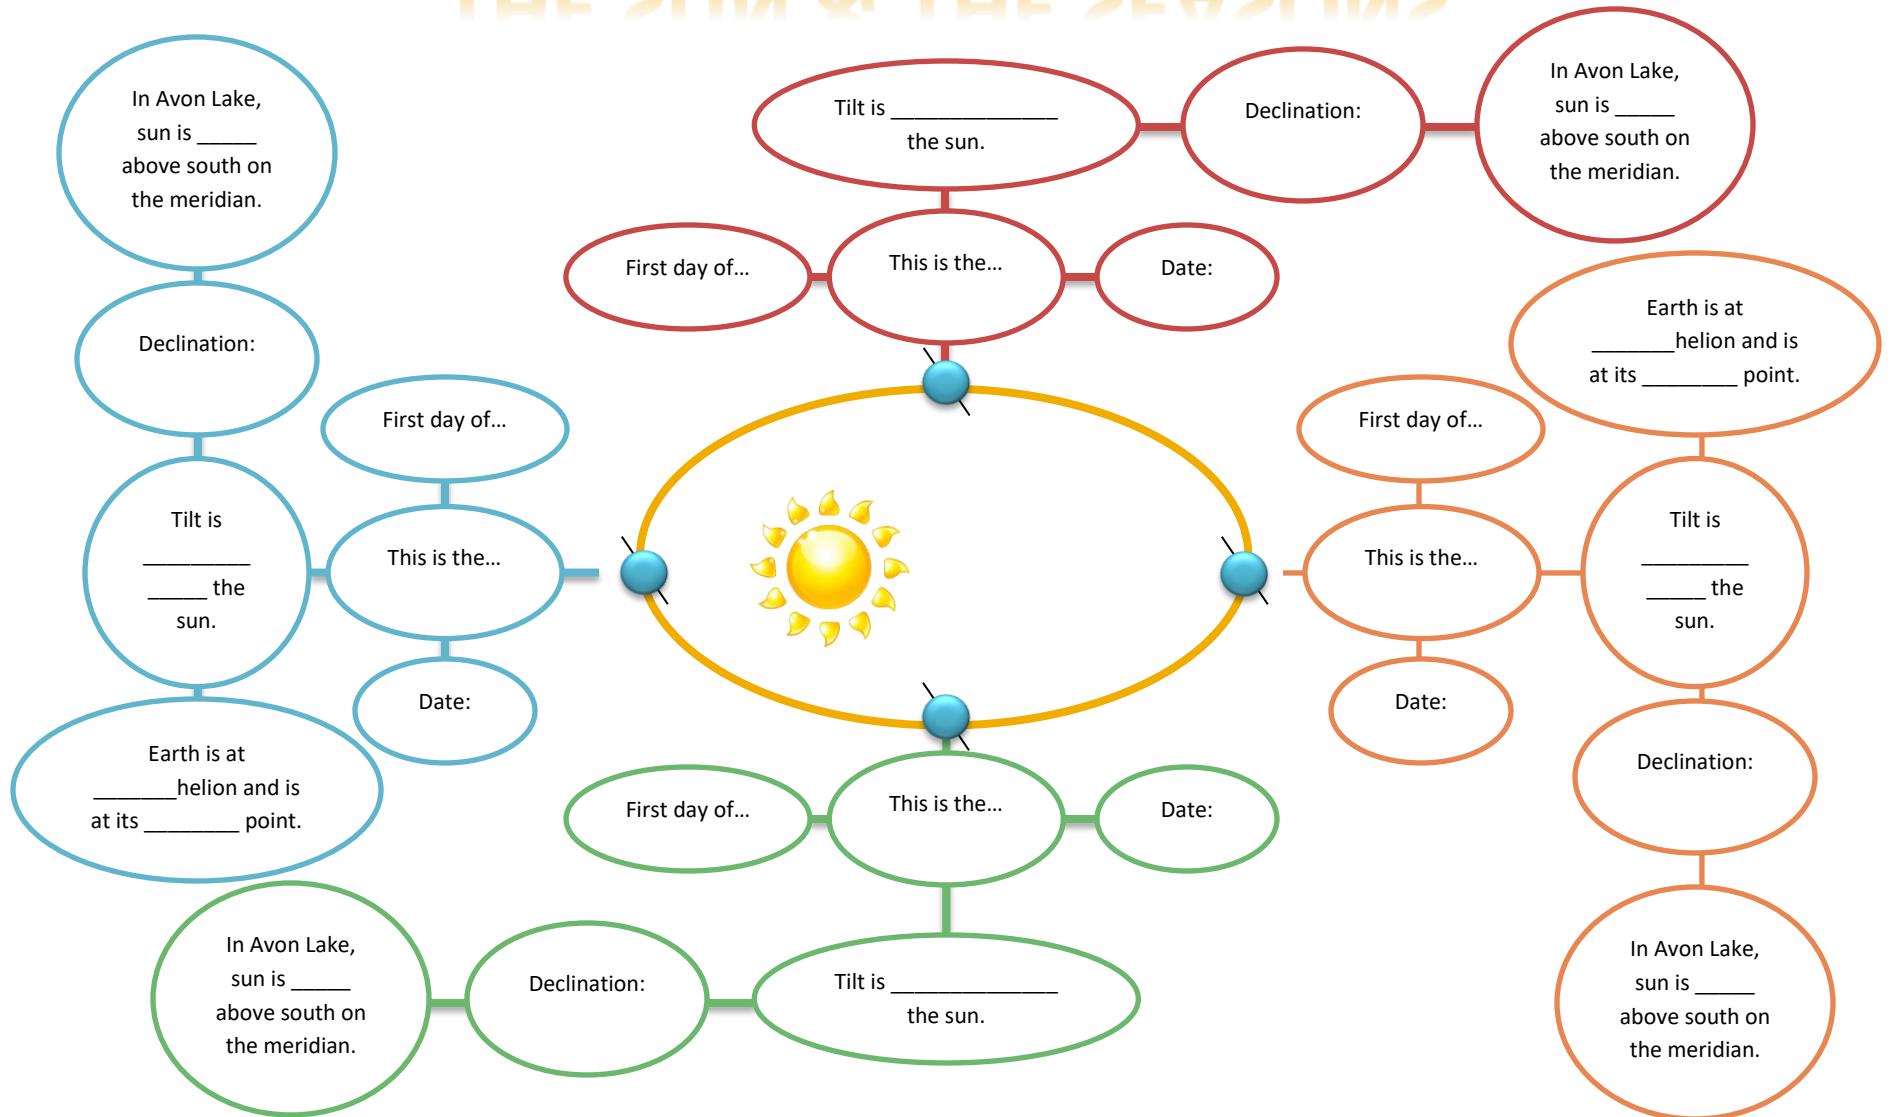 THE SUN & THE SEASONS
In Avon Lake,
sun is _____
above south on
the meridian.
Declination:
Tilt is
_________
_____ the
sun.
Earth is at
_______helion and is
at its ________ point.
First day of...
This is the...
Date:
Tilt is ______________
the sun.
Declination:
In Avon Lake,
sun is _____
above south on
the meridian.
First day of...
This is the...
Date:
Earth is at
_______helion and is
at its ________ point.
First day of...
This is the...
Date:
Tilt is
_________
_____ the
sun.
Declination:
In Avon Lake,
sun is _____
above south on
the meridian.
First day of...
This is the...
Date:
Tilt is ______________
the sun.
Declination:
In Avon Lake,
sun is _____
above south on
the meridian.